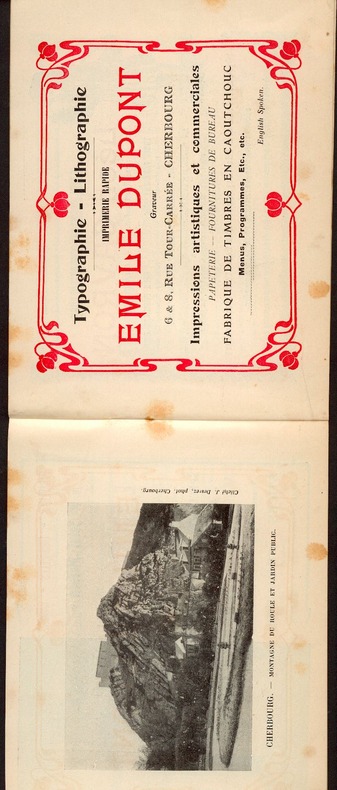 Typographie - Lithographie
IMPRIMERIE RAPIDE
EMILE DUPONT
Graveur
6 & 8, RUE TOUR-CARRÉE - CHERBOURG
Impressions artistiques et commerciales
PAPETERIE — FOURNITURES DE BUREAU
FABRIQUE DE TIMBRES EN CAOUTCHOUC
Menus, Programmes, Etc., etc.
English Spoken.
Cliché J. Deuret, phot. Cherbourg.
CHERBOURG. — MONTAGNE DU ROULE ET JARDIN PUBLIC.